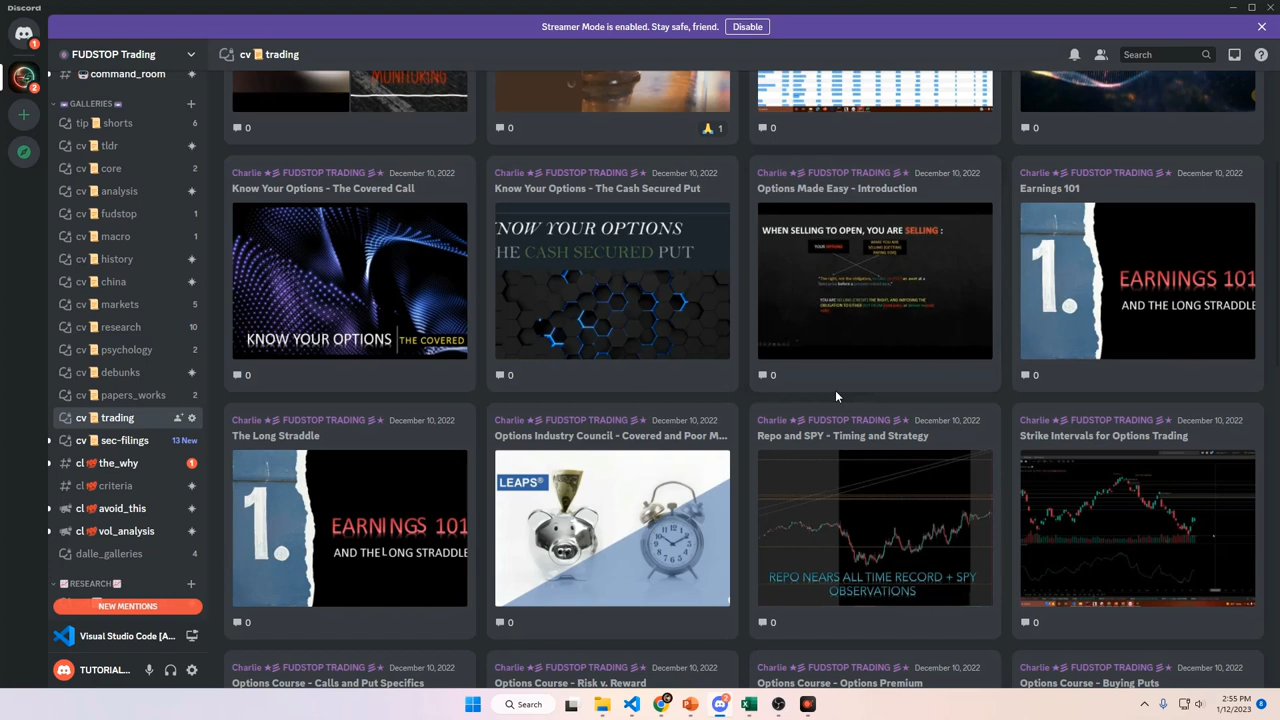 Discord
Streamer Mode is enabled. Stay safe, friend.
Disable
FUDSTOP Trading
cv trading
Search
command_room
GALLERY
tip shorts 6
cv tldr
cv core 2
cv analysis
cv fudstop 1
cv macro 1
cv history
cv china
cv markets 5
cv research 10
cv psychology 2
cv debunks
cv papers_works 2
cv trading
cv sec-filings 13 New
cl the_why 1
cl criteria
cl avoid_this
cl vol_analysis
dale_galleries 4
RESEARCH
NEW MENTIONS
Visual Studio Code [A...
TUTORIAL...
MONITORING
0
0
1
0
0
Charlie FUDSTOP TRADING December 10, 2022
Know Your Options - The Covered Call
KNOW YOUR OPTIONS THE COVERED
0
Charlie FUDSTOP TRADING December 10, 2022
Know Your Options - The Cash Secured Put
NOW YOUR OPTIONS
HE CASH SECURED PUT
0
Charlie FUDSTOP TRADING December 10, 2022
Options Made Easy - Introduction
WHEN SELLING TO OPEN, YOU ARE SELLING :
0
Charlie FUDSTOP TRADING December 10, 2022
Earnings 101
1.
EARNINGS 101
AND THE LONG STRADDLE
0
Charlie FUDSTOP TRADING December 10, 2022
The Long Straddle
1.
EARNINGS 101
AND THE LONG STRADDLE
0
Charlie FUDSTOP TRADING December 10, 2022
Options Industry Council - Covered and Poor M...
LEAPS®
0
Charlie FUDSTOP TRADING December 10, 2022
Repo and SPY - Timing and Strategy
REPO NEARS ALL TIME RECORD + SPY
OBSERVATIONS
0
Charlie FUDSTOP TRADING December 10, 2022
Strike Intervals for Options Trading
0
Charlie FUDSTOP TRADING December 10, 2022
Options Course - Calls and Put Specifics
Charlie FUDSTOP TRADING December 10, 2022
Options Course - Risk v. Reward
Charlie FUDSTOP TRADING December 10, 2022
Options Course - Options Premium
Charlie FUDSTOP TRADING December 10, 2022
Options Course - Buying Puts
Search
2:55 PM
1/12/2023